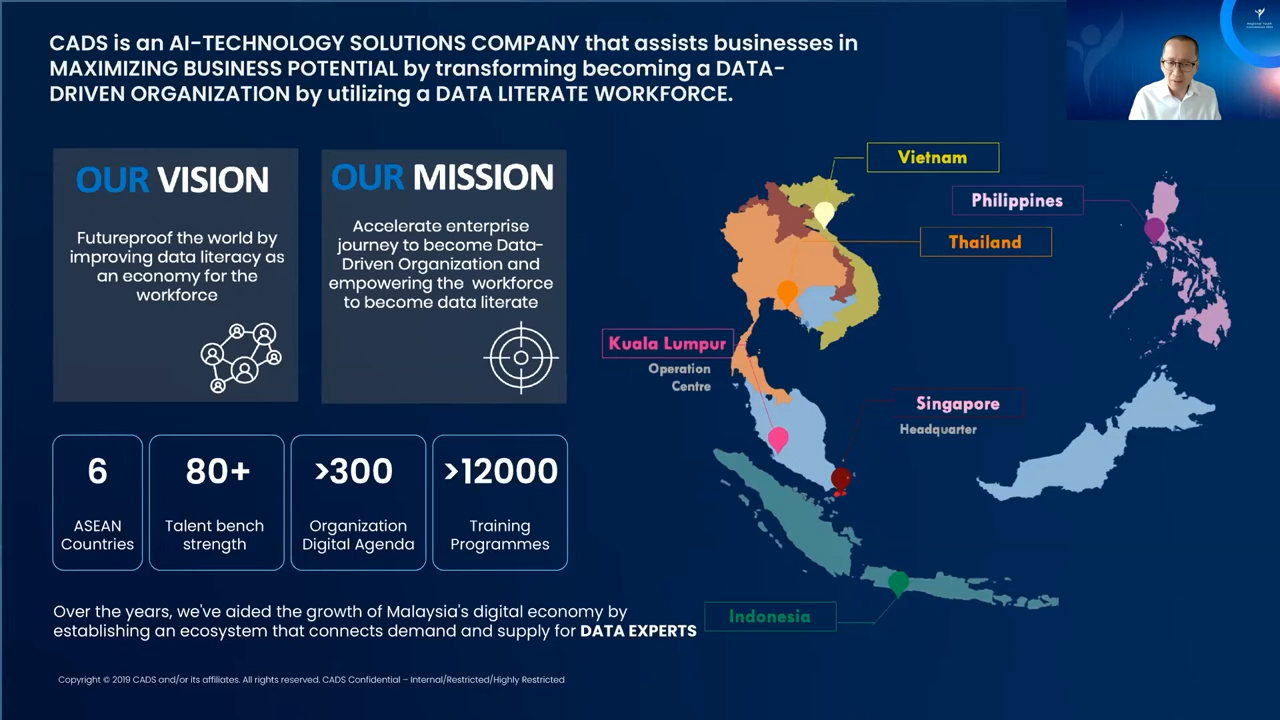 CADS is an AI-TECHNOLOGY SOLUTIONS COMPANY that assists businesses in
MAXIMIZING BUSINESS POTENTIAL by transforming becoming a DATA-
DRIVEN ORGANIZATION by utilizing a DATA LITERATE WORKFORCE.
OUR VISION
Futureproof the world by
improving data literacy as
an economy for the
workforce
OUR MISSION
Accelerate enterprise
journey to become Data-
Driven Organization and
empowering the workforce
to become data literate
6
ASEAN
Countries
80+
Talent bench
strength
>300
Organization
Digital Agenda
>12000
Training
Programmes
Over the years, we've aided the growth of Malaysia's digital economy by
establishing an ecosystem that connects demand and supply for DATA EXPERTS
Copyright © 2019 CADS and/or its affiliates. All rights reserved. CADS Confidential – Internal/Restricted/Highly Restricted
Vietnam
Philippines
Thailand
Kuala Lumpur
Operation
Centre
Singapore
Headquarter
Indonesia